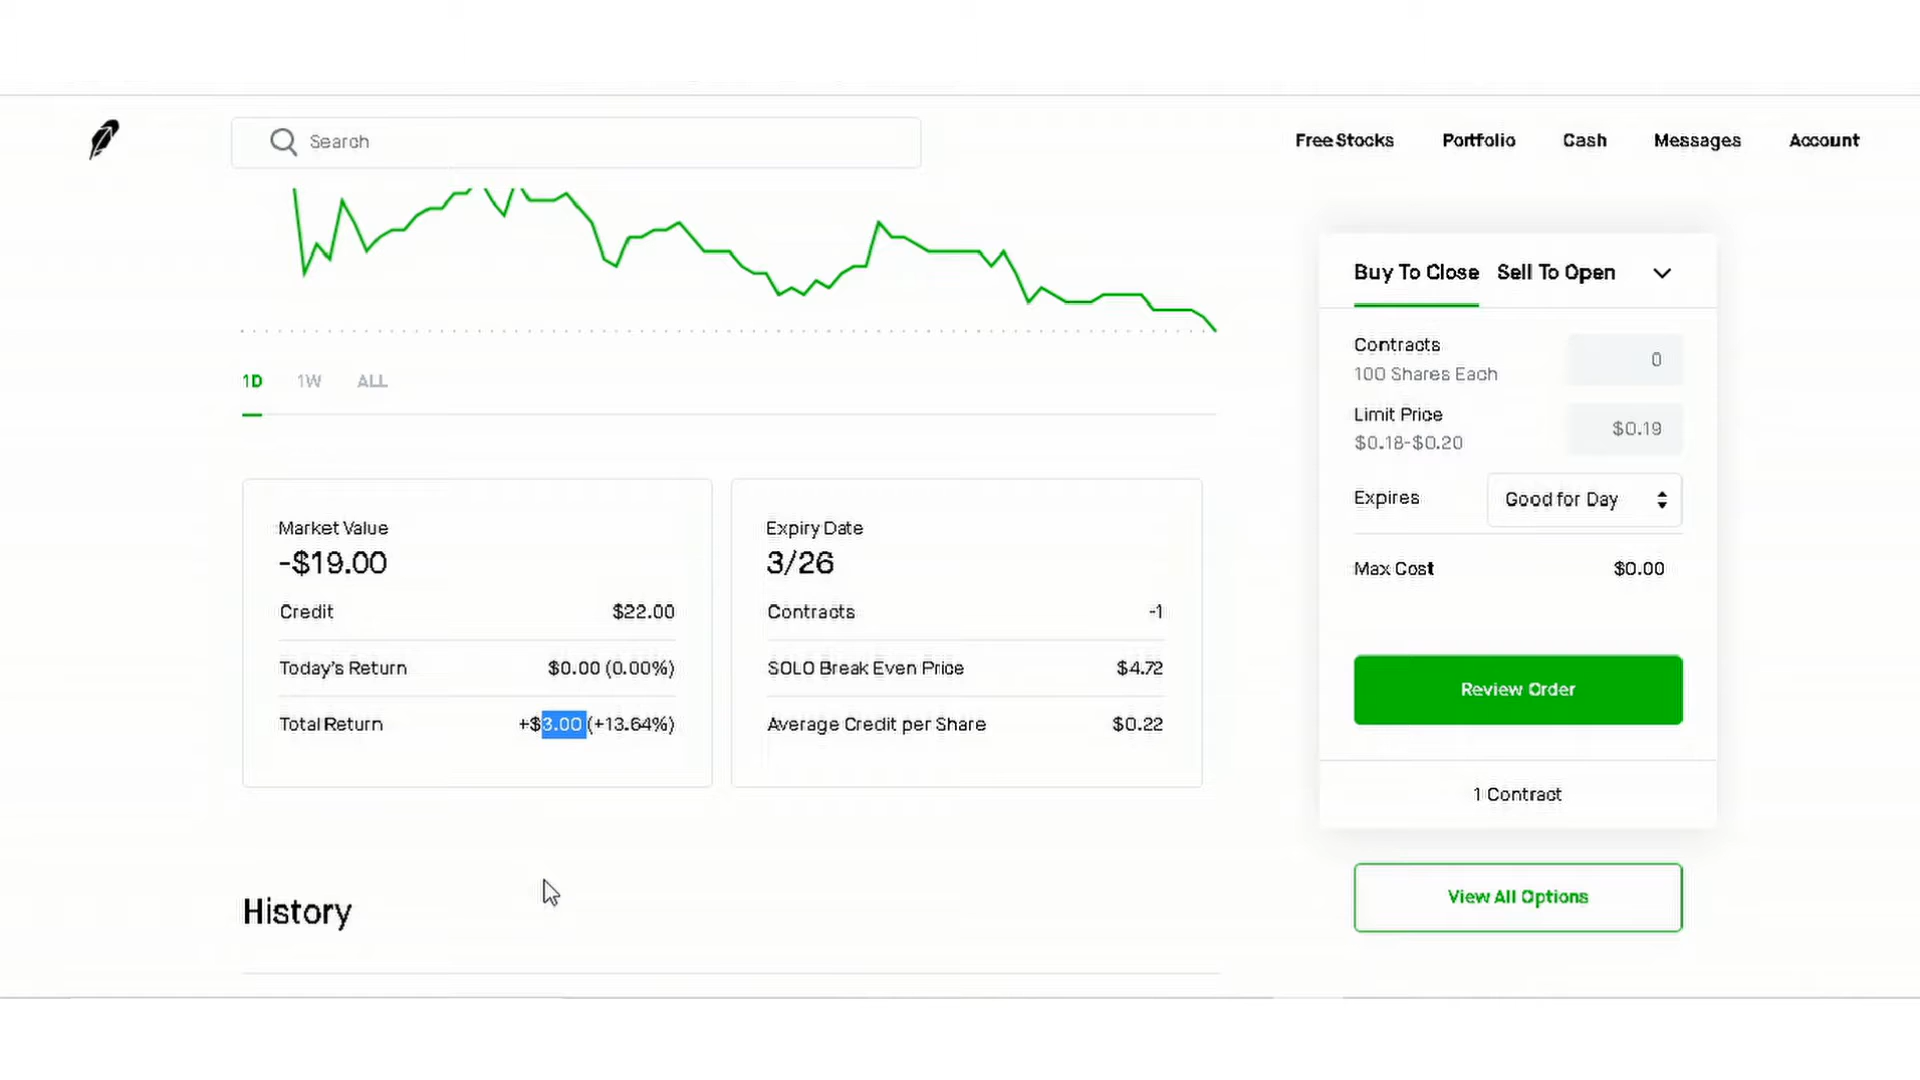 Search
Free Stocks Portfolio Cash Messages Account
1D 1W ALL
Market Value
-$19.00
Credit $22.00
Today's Return $0.00 (0.00%)
Total Return +$3.00 (+13.64%)
Expiry Date
3/26
Contracts -1
SOLO Break Even Price $4.72
Average Credit per Share $0.22
History
Buy To Close Sell To Open
Contracts 0
100 Shares Each
Limit Price $0.19
$0.18-$0.20
Expires Good for Day
Max Cost $0.00
Review Order
1 Contract
View All Options